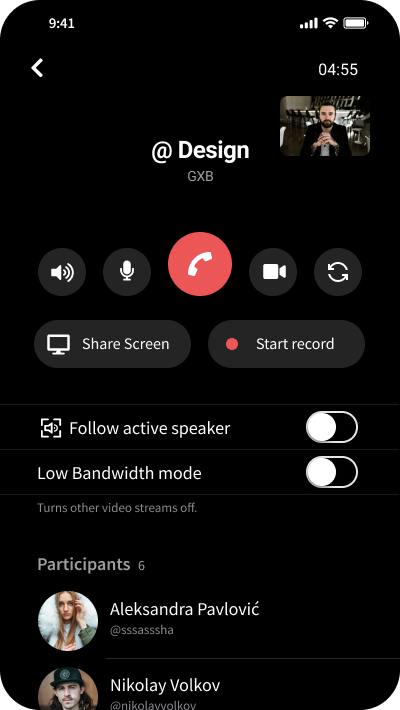 9:41
04:55
@ Design
GXB
Share Screen
Start record
Follow active speaker
Low Bandwidth mode
Turns other video streams off.
Participants 6
Aleksandra Pavlović
@sssasssha
Nikolay Volkov
@nikolayvolkov